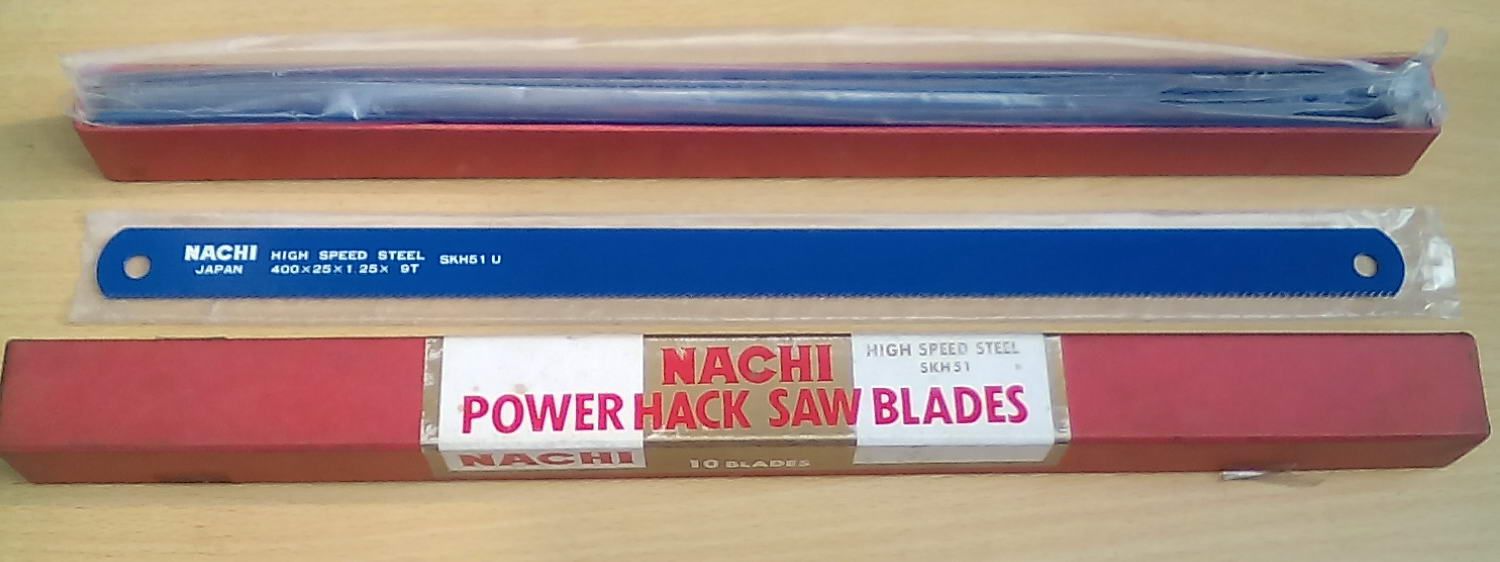 NACHI HIGH SPEED STEEL SKH51 U
JAPAN 400×25×1.25× 9T
NACHI
HIGH SPEED STEEL
SKH51
POWER HACK SAW BLADES
NACHI 10 BLADES